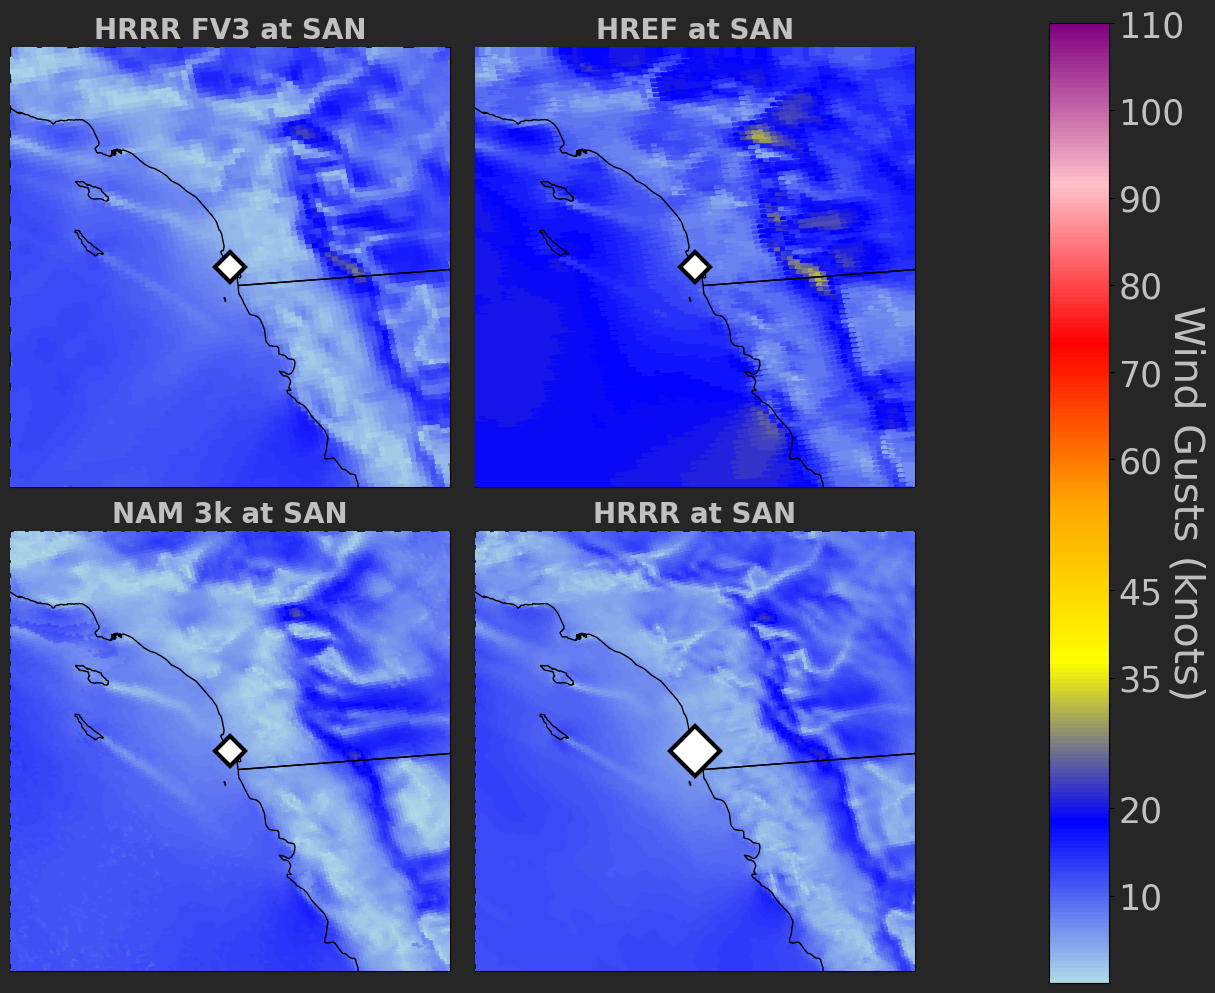 HRRR FV3 at SAN
HREF at SAN
NAM 3k at SAN
HRRR at SAN
110
100
90
80
70
60
45
35
20
10
Wind Gusts (knots)